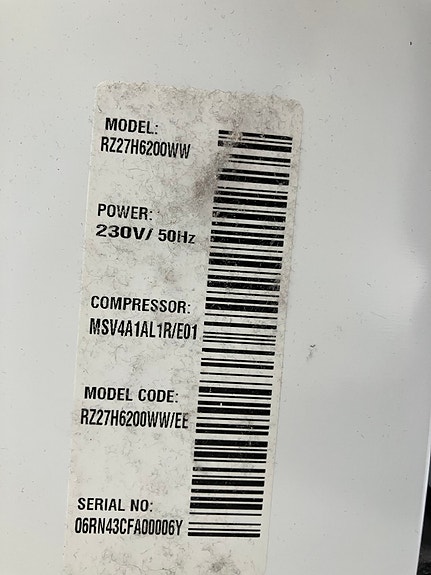 MODEL:
RZ27H6200WW
POWER:
230V/ 50Hz
COMPRESSOR:
MSV4A1AL1R/E01
MODEL CODE:
RZ27H6200WW/EE
SERIAL NO:
06RN43CFA00006Y